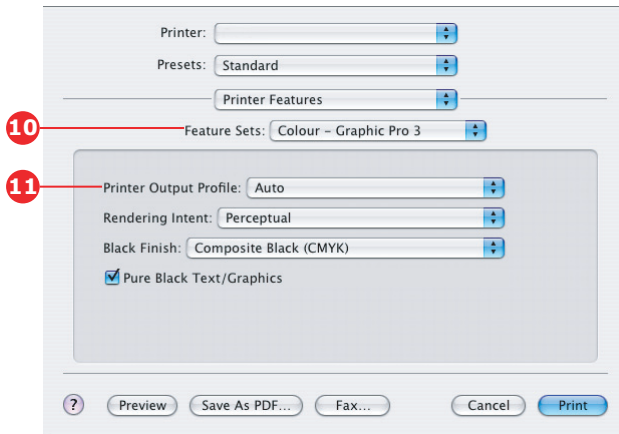 Printer:
Presets: Standard
Printer Features
10 Feature Sets: Colour – Graphic Pro 3
11 Printer Output Profile: Auto
Rendering Intent: Perceptual
Black Finish: Composite Black (CMYK)
Pure Black Text/Graphics
? Preview Save As PDF... Fax... Cancel Print